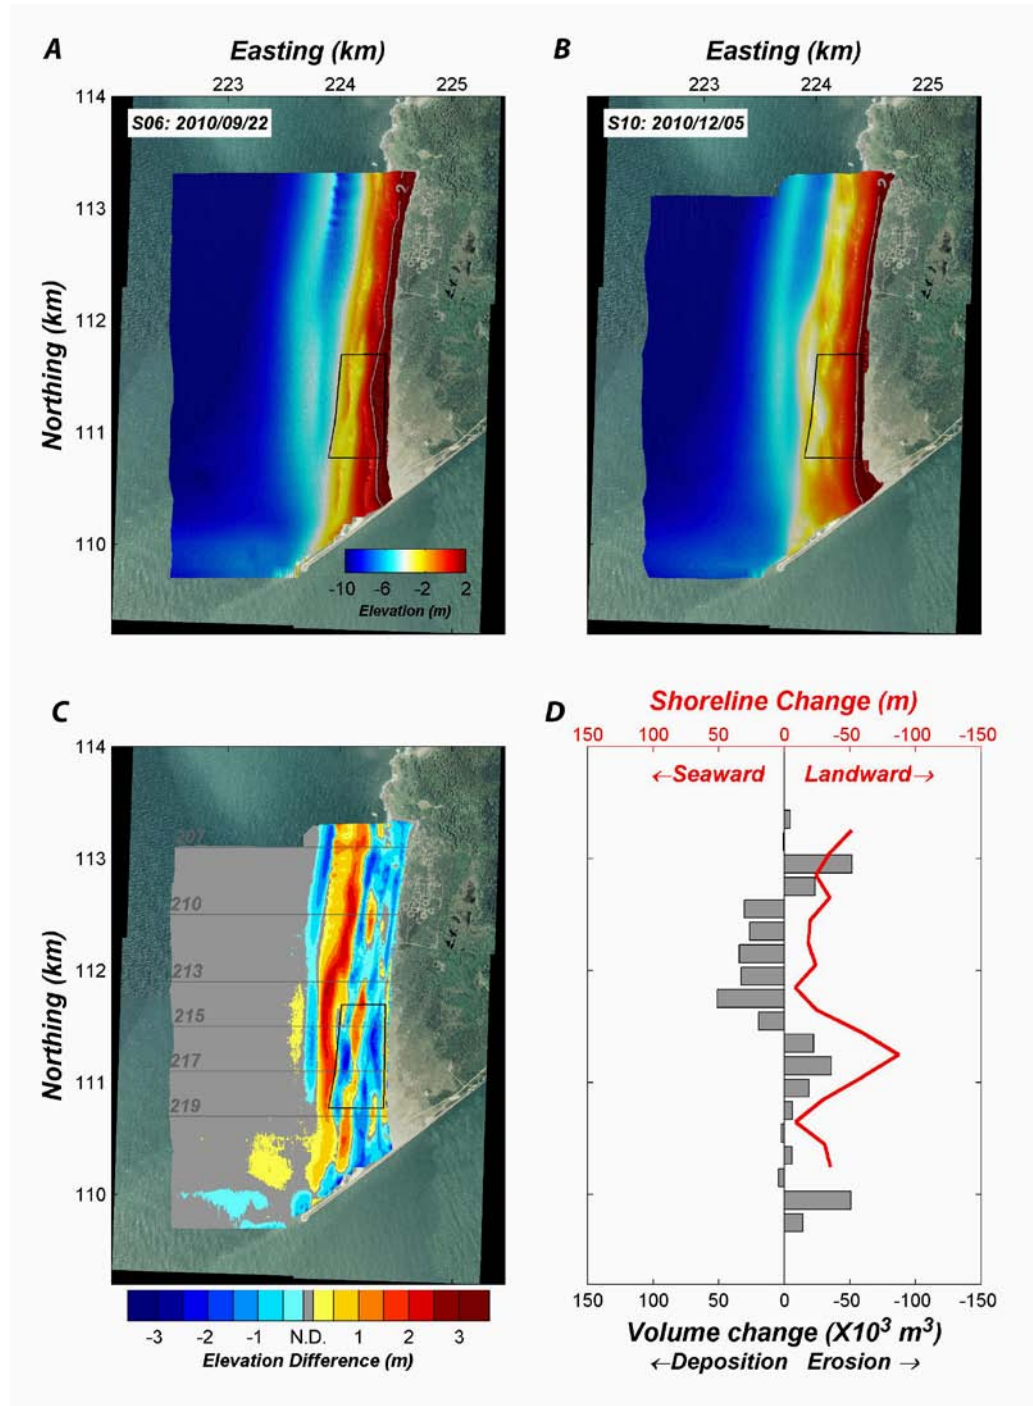 A
Easting (km)
223 224 225
114
113
112
111
110
Northing (km)
S06: 2010/09/22
2
-10 -6 -2 2
Elevation (m)
B
Easting (km)
223 224 225
S10: 2010/12/05
2
C
114
113
112
111
110
Northing (km)
207
210
213
215
217
219
-3 -2 -1 N.D. 1 2 3
Elevation Difference (m)
D
Shoreline Change (m)
150 100 50 0 -50 -100 -150
←Seaward Landward→
150 100 50 0 -50 -100 -150
Volume change (X10³ m³)
←Deposition Erosion →